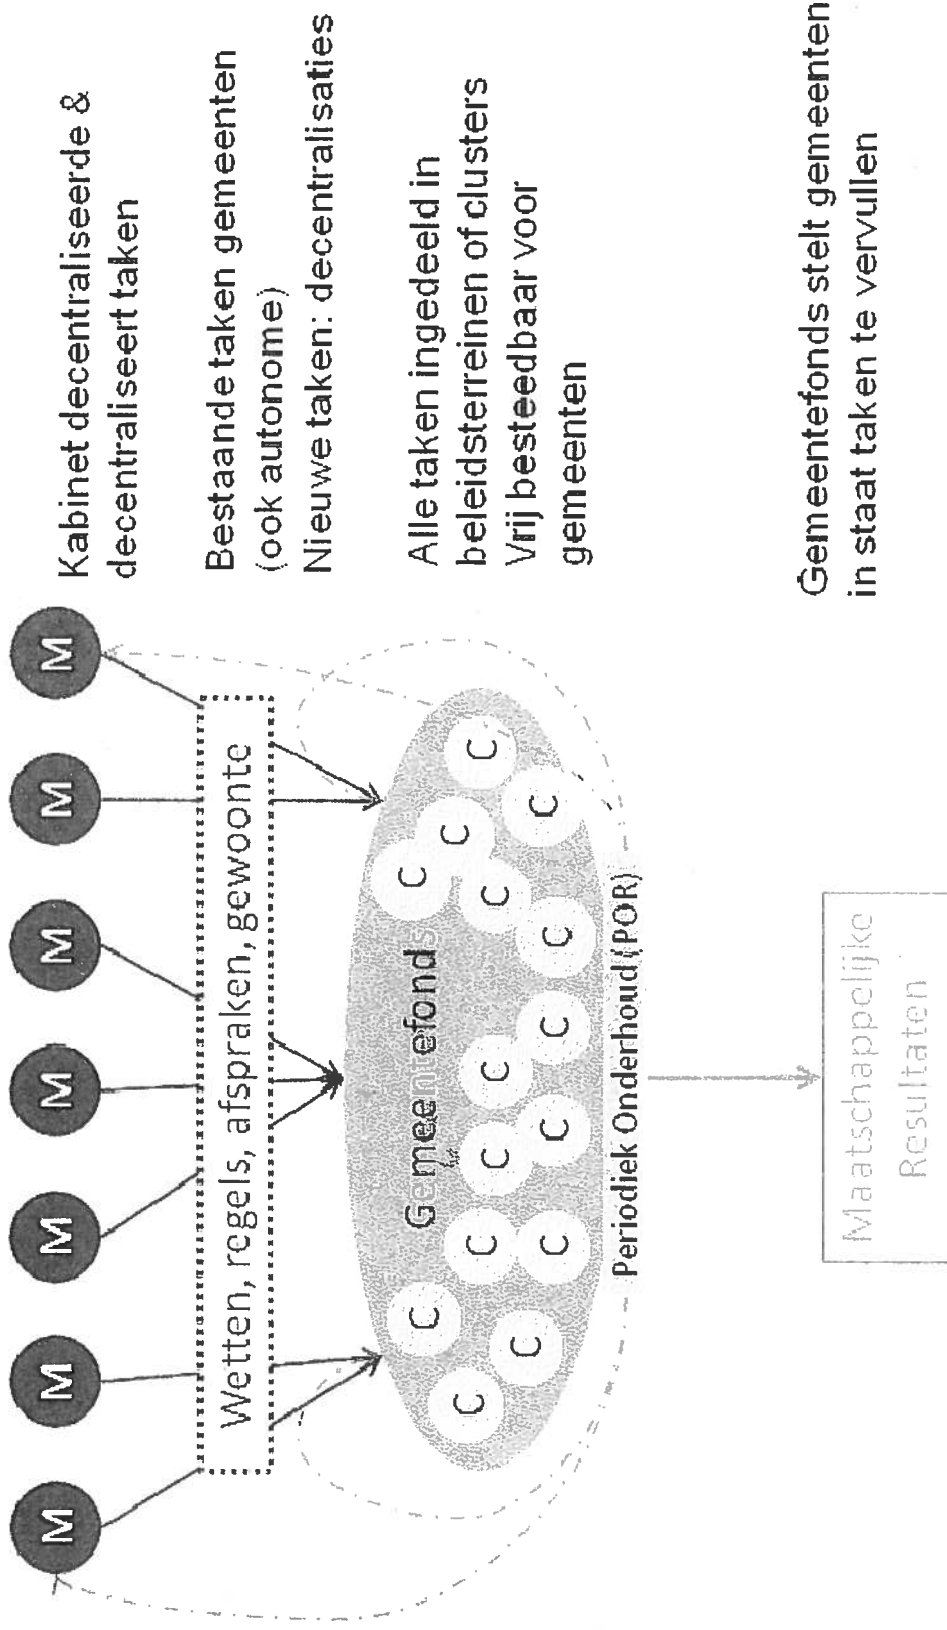 M M M M M M M
Kabinet decentraliseerde &
decentraliseert taken
Wetten, regels, afspraken, gewoonte
Bestaande taken gemeenten
(ook autonome)
Nieuwe taken: decentralisaties
Gemeentefonds
C C C C C C C C C C C C C C C
Alle taken ingedeeld in
beleidsterreinen of clusters
Vrij besteedbaar voor
gemeenten
Periodiek Onderhoud (POR)
Maatschappelijke
Resultaten
Gemeentefonds stelt gemeenten
in staat taken te vervullen